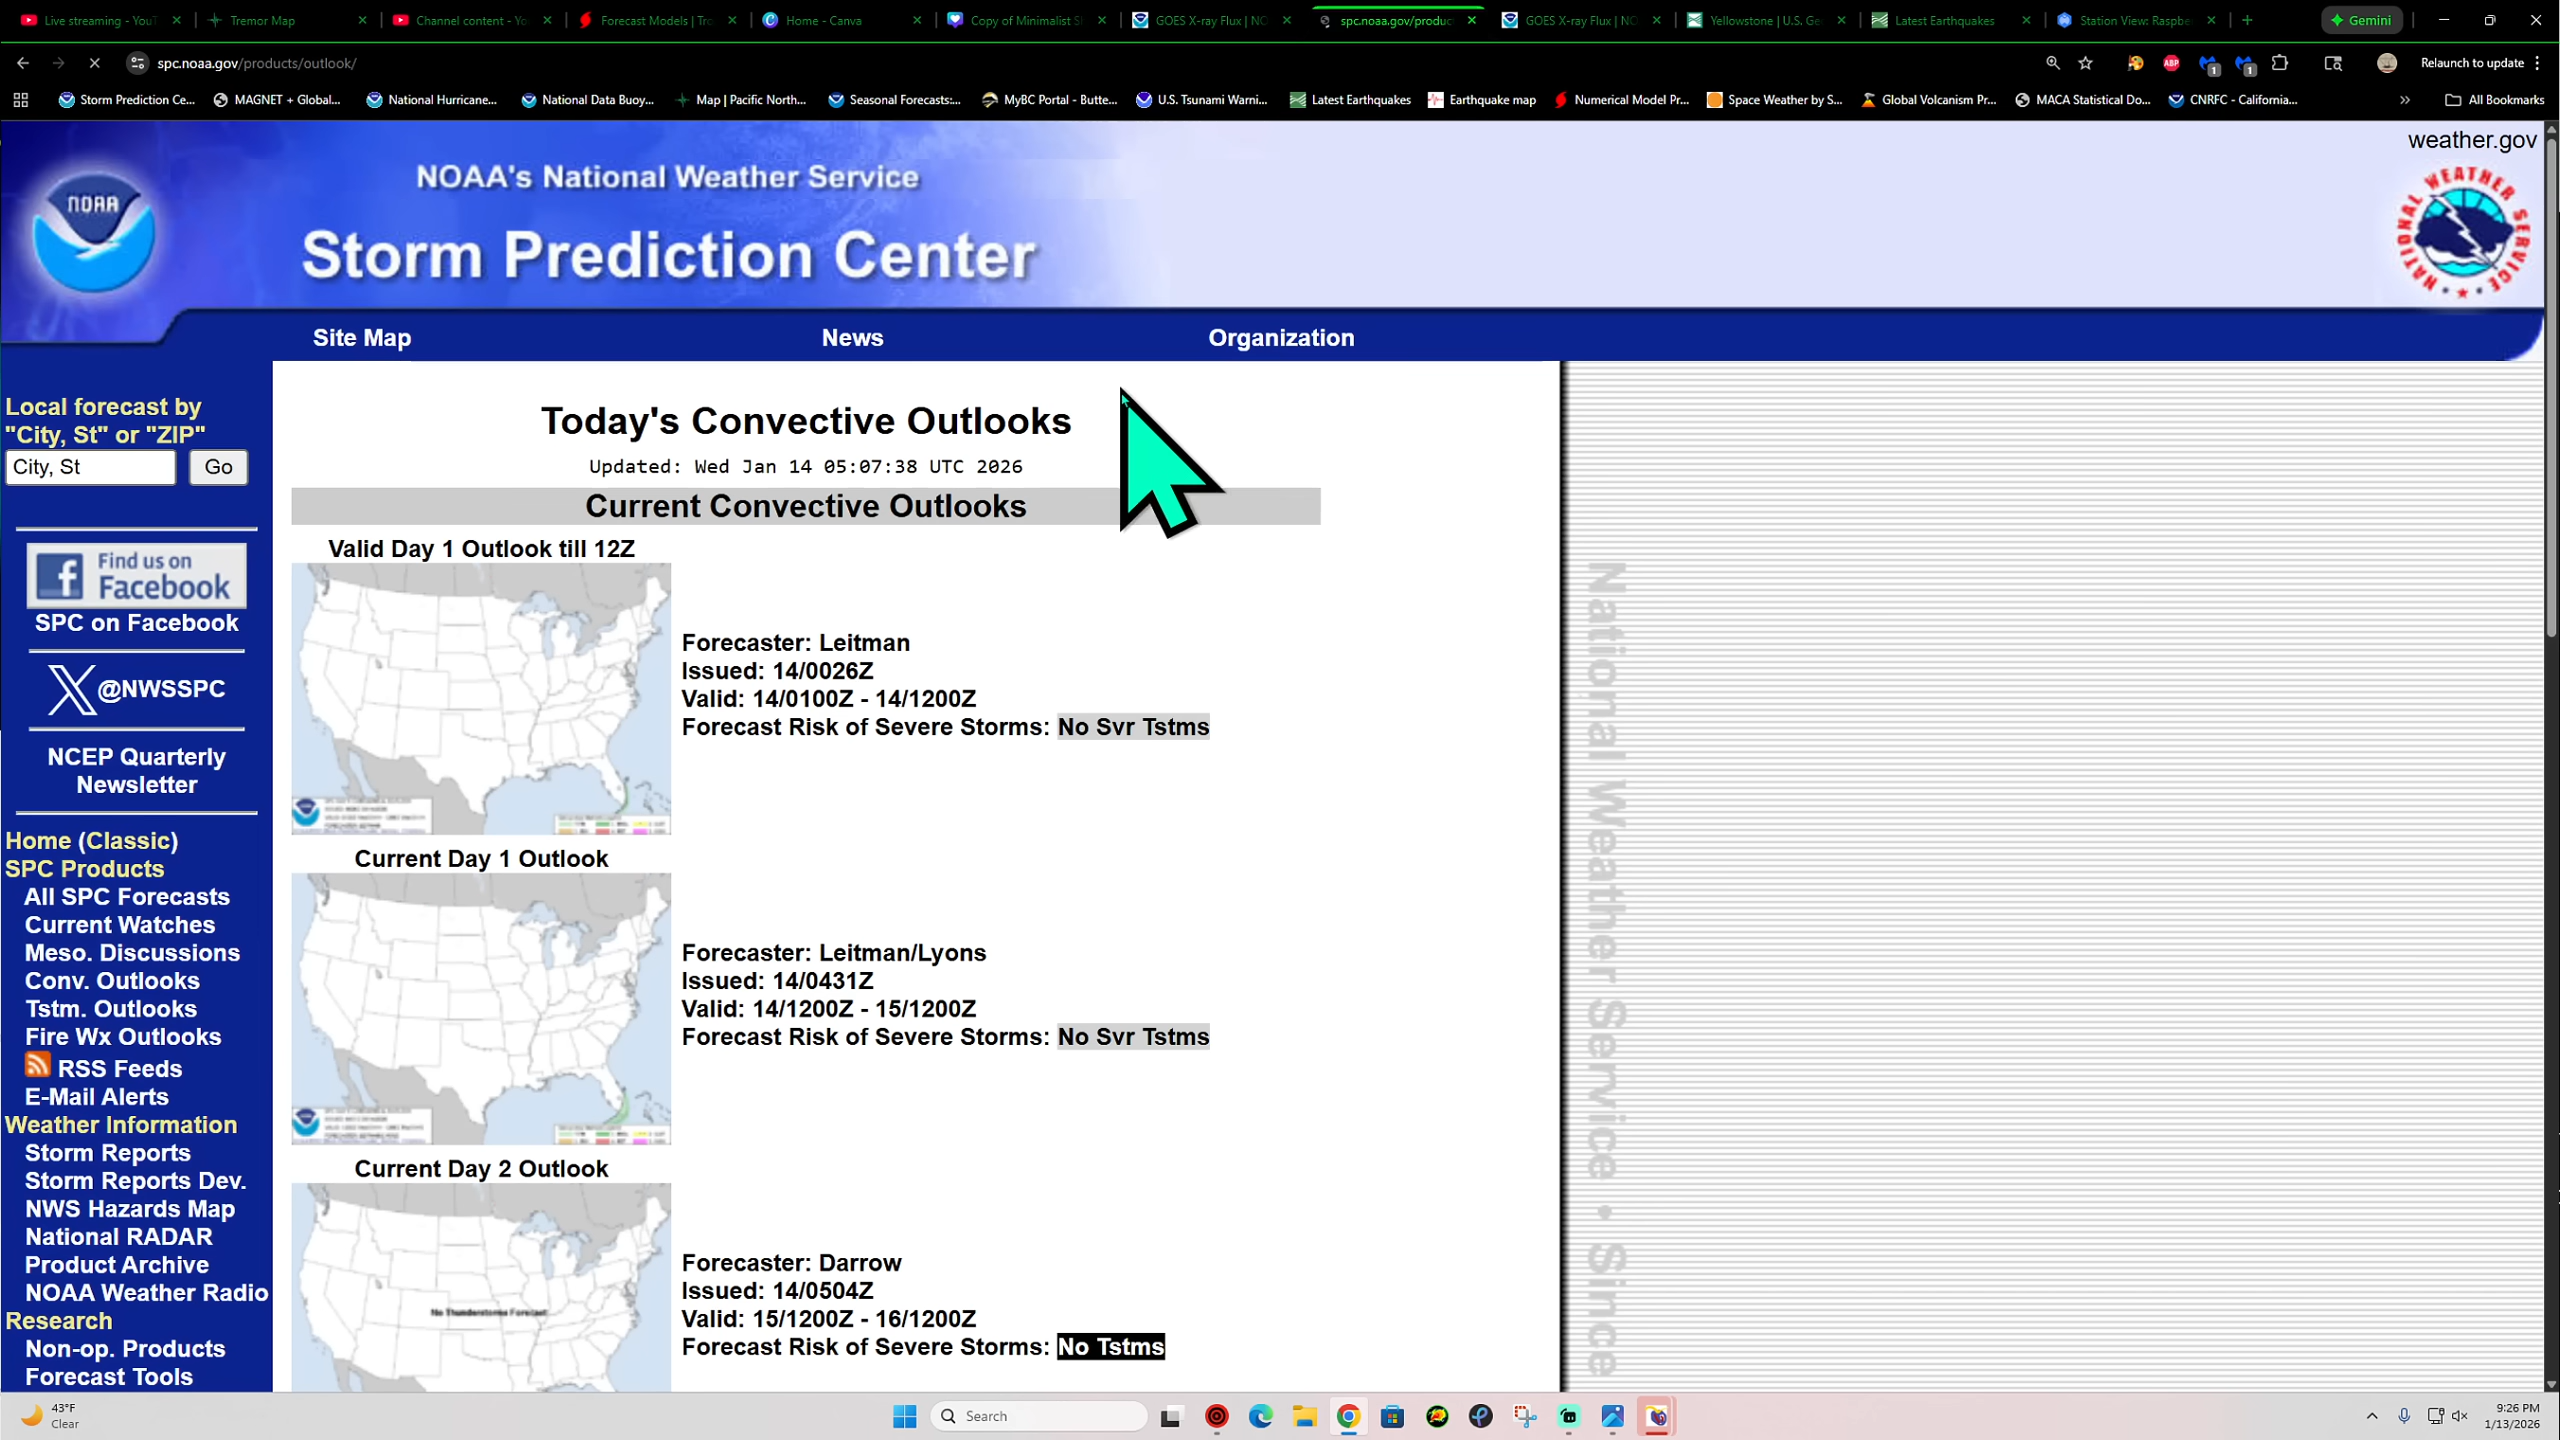 Live streaming - YouT
Tremor Map
Channel content - Yo
Forecast Models | Tro
Home - Canva
Copy of Minimalist S
GOES X-ray Flux | NO
spc.noaa.gov/produc
GOES X-ray Flux | NO
Yellowstone | U.S. Ge
Latest Earthquakes
Station View: Raspbe
Gemini
spc.noaa.gov/products/outlook/
ABP
1
1
Relaunch to update
Storm Prediction Ce...
MAGNET + Global...
National Hurricane...
National Data Buoy...
Map | Pacific North...
Seasonal Forecasts:...
MyBC Portal - Butte...
U.S. Tsunami Warni...
Latest Earthquakes
Earthquake map
Numerical Model Pr...
Space Weather by S...
Global Volcanism Pr...
MACA Statistical Do...
CNRFC - California...
All Bookmarks
weather.gov
NOAA
NOAA's National Weather Service
Storm Prediction Center
NATIONAL WEATHER SERVICE
Site Map
News
Organization
Local forecast by
"City, St" or "ZIP"
City, St
Go
Find us on
Facebook
SPC on Facebook
@NWSSPC
NCEP Quarterly
Newsletter
Home (Classic)
SPC Products
All SPC Forecasts
Current Watches
Meso. Discussions
Conv. Outlooks
Tstm. Outlooks
Fire Wx Outlooks
RSS Feeds
E-Mail Alerts
Weather Information
Storm Reports
Storm Reports Dev.
NWS Hazards Map
National RADAR
Product Archive
NOAA Weather Radio
Research
Non-op. Products
Forecast Tools
Today's Convective Outlooks
Updated: Wed Jan 14 05:07:38 UTC 2026
Current Convective Outlooks
Valid Day 1 Outlook till 12Z
Forecaster: Leitman
Issued: 14/0026Z
Valid: 14/0100Z - 14/1200Z
Forecast Risk of Severe Storms: No Svr Tstms
Current Day 1 Outlook
Forecaster: Leitman/Lyons
Issued: 14/0431Z
Valid: 14/1200Z - 15/1200Z
Forecast Risk of Severe Storms: No Svr Tstms
Current Day 2 Outlook
No Thunderstorms Forecast
Forecaster: Darrow
Issued: 14/0504Z
Valid: 15/1200Z - 16/1200Z
Forecast Risk of Severe Storms: No Tstms
National Weather Service • Since
43°F
Clear
Search
9:26 PM
1/13/2026